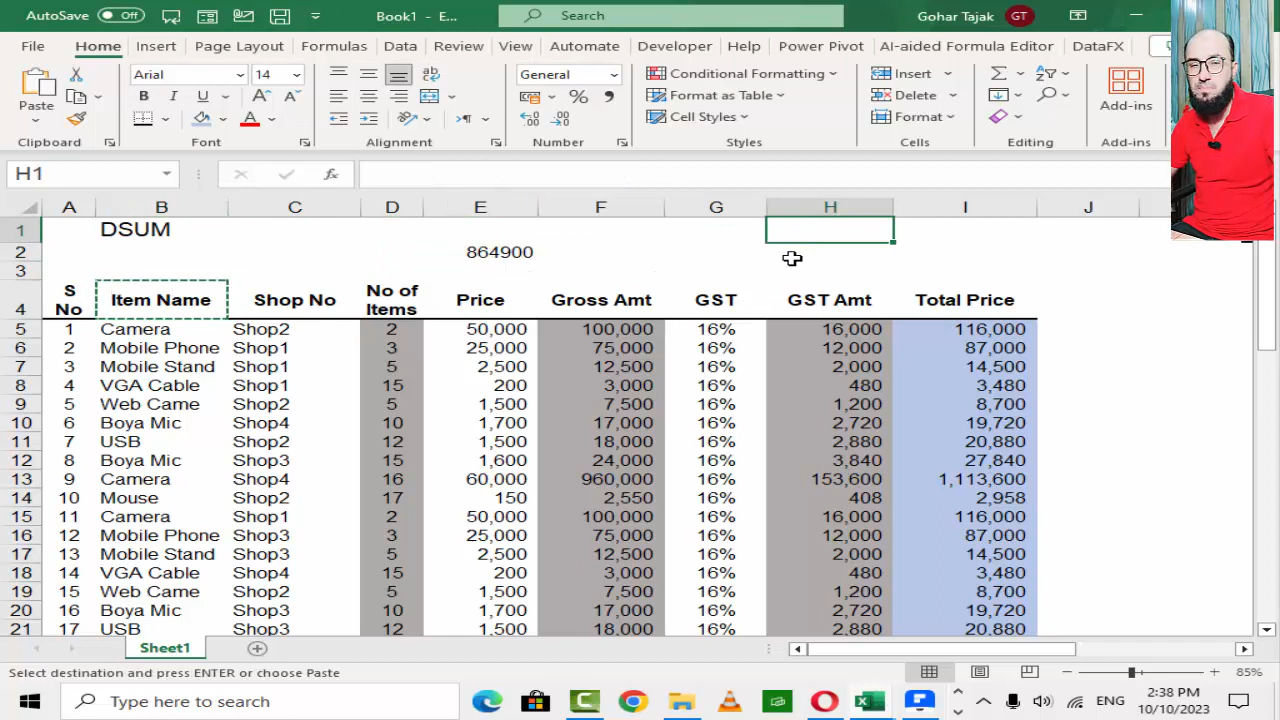 AutoSave Off Book1 - E... Search Gohar Tajak GT
File Home Insert Page Layout Formulas Data Review View Automate Developer Help Power Pivot AI-aided Formula Editor DataFX
Paste Arial 14 General Conditional Formatting Insert Add-ins
B I U A A Format as Table Delete
A Cell Styles Format
Clipboard Font Alignment Number Styles Cells Editing Add-ins
H1 fx
A B C D E F G H I J
1 DSUM
2 864900
3
4 S No Item Name Shop No No of Items Price Gross Amt GST GST Amt Total Price
5 1 Camera Shop2 2 50,000 100,000 16% 16,000 116,000
6 2 Mobile Phone Shop1 3 25,000 75,000 16% 12,000 87,000
7 3 Mobile Stand Shop1 5 2,500 12,500 16% 2,000 14,500
8 4 VGA Cable Shop1 15 200 3,000 16% 480 3,480
9 5 Web Came Shop2 5 1,500 7,500 16% 1,200 8,700
10 6 Boya Mic Shop4 10 1,700 17,000 16% 2,720 19,720
11 7 USB Shop2 12 1,500 18,000 16% 2,880 20,880
12 8 Boya Mic Shop3 15 1,600 24,000 16% 3,840 27,840
13 9 Camera Shop4 16 60,000 960,000 16% 153,600 1,113,600
14 10 Mouse Shop2 17 150 2,550 16% 408 2,958
15 11 Camera Shop1 2 50,000 100,000 16% 16,000 116,000
16 12 Mobile Phone Shop3 3 25,000 75,000 16% 12,000 87,000
17 13 Mobile Stand Shop3 5 2,500 12,500 16% 2,000 14,500
18 14 VGA Cable Shop4 15 200 3,000 16% 480 3,480
19 15 Web Came Shop2 5 1,500 7,500 16% 1,200 8,700
20 16 Boya Mic Shop3 10 1,700 17,000 16% 2,720 19,720
21 17 USB Shop3 12 1,500 18,000 16% 2,880 20,880
Sheet1
Select destination and press ENTER or choose Paste 85%
Type here to search ENG 2:38 PM
10/10/2023